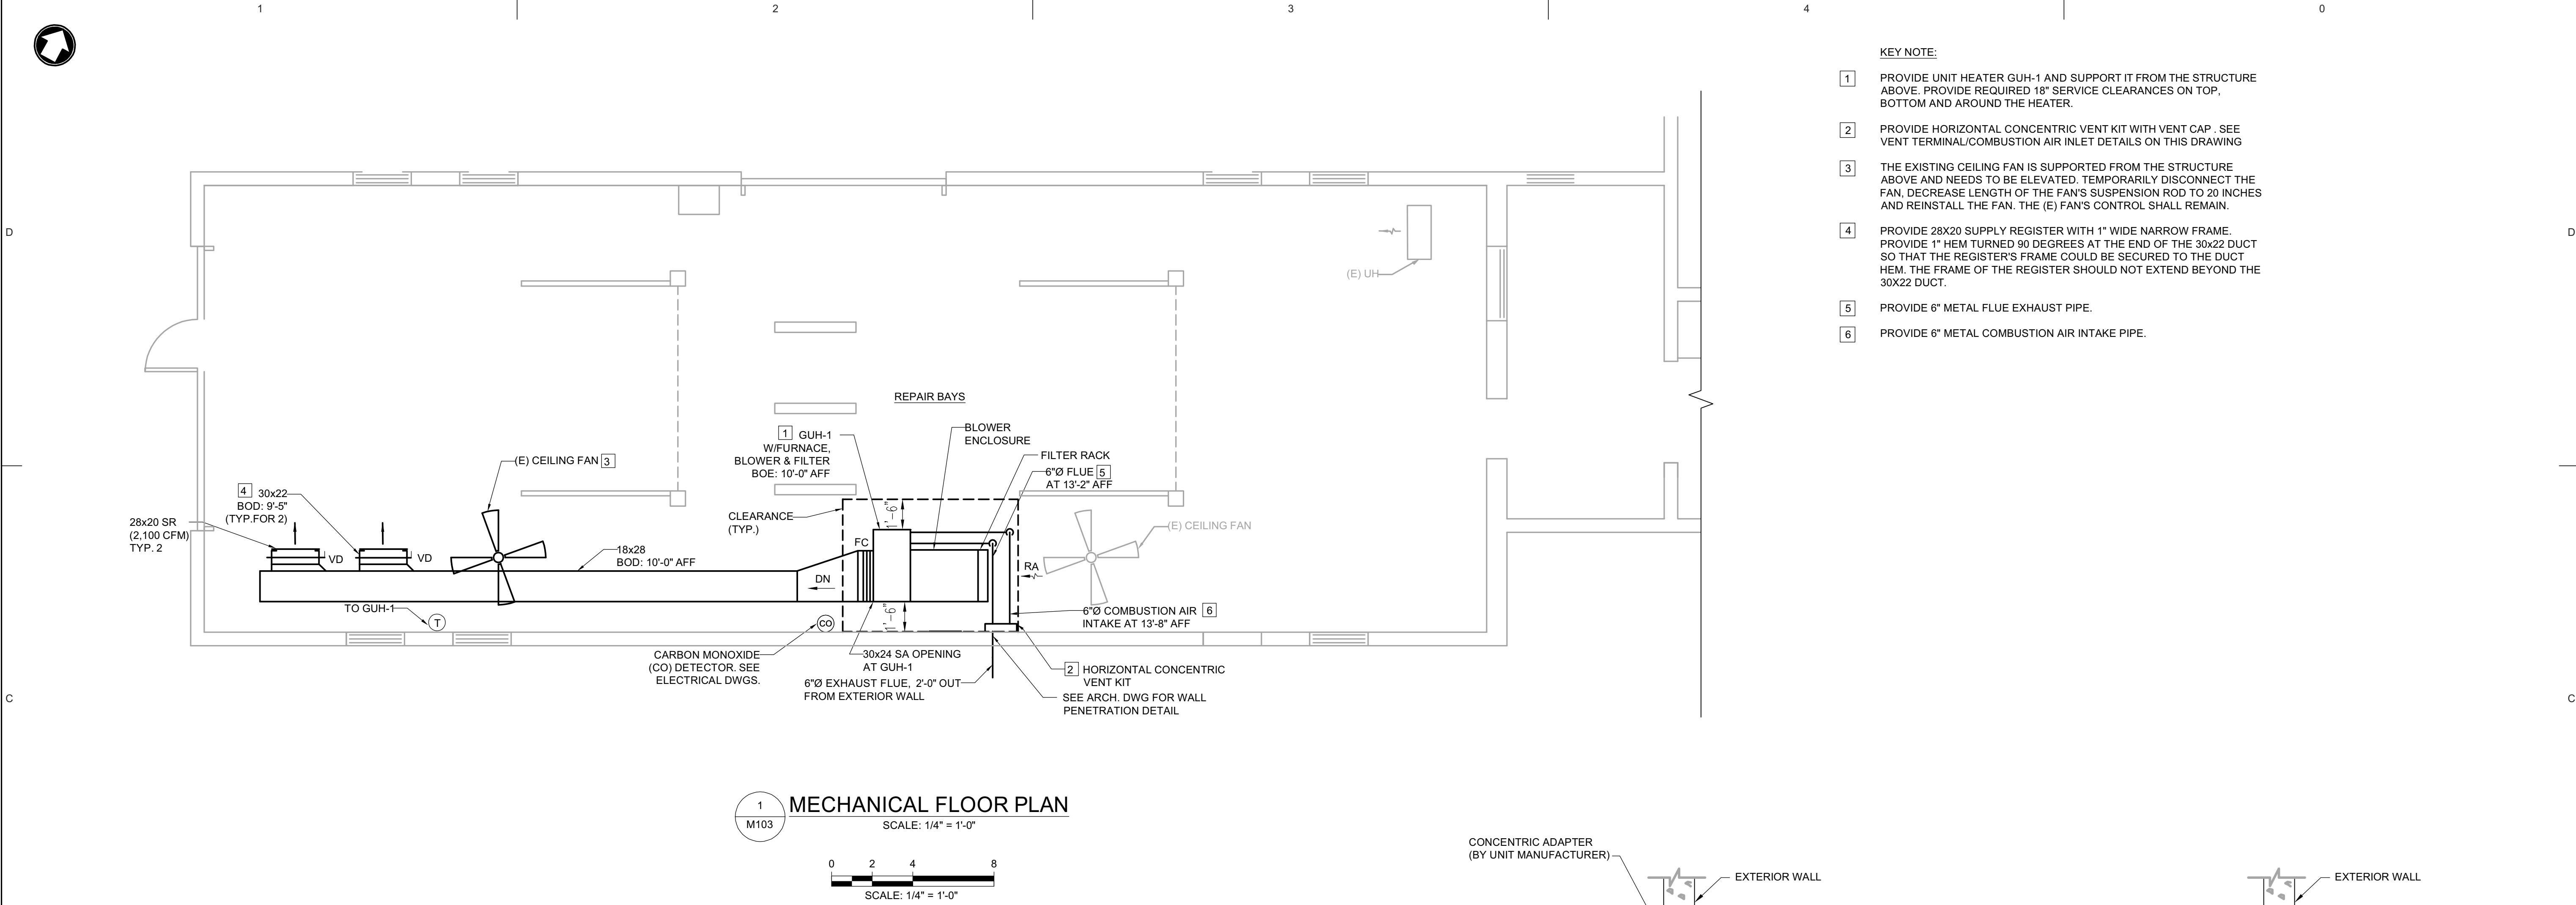 1
2
3
4
0
D
D
C
C
KEY NOTE:
1 PROVIDE UNIT HEATER GUH-1 AND SUPPORT IT FROM THE STRUCTURE
ABOVE. PROVIDE REQUIRED 18" SERVICE CLEARANCES ON TOP,
BOTTOM AND AROUND THE HEATER.
2 PROVIDE HORIZONTAL CONCENTRIC VENT KIT WITH VENT CAP . SEE
VENT TERMINAL/COMBUSTION AIR INLET DETAILS ON THIS DRAWING
3 THE EXISTING CEILING FAN IS SUPPORTED FROM THE STRUCTURE
ABOVE AND NEEDS TO BE ELEVATED. TEMPORARILY DISCONNECT THE
FAN, DECREASE LENGTH OF THE FAN'S SUSPENSION ROD TO 20 INCHES
AND REINSTALL THE FAN. THE (E) FAN'S CONTROL SHALL REMAIN.
4 PROVIDE 28X20 SUPPLY REGISTER WITH 1" WIDE NARROW FRAME.
PROVIDE 1" HEM TURNED 90 DEGREES AT THE END OF THE 30x22 DUCT
SO THAT THE REGISTER'S FRAME COULD BE SECURED TO THE DUCT
HEM. THE FRAME OF THE REGISTER SHOULD NOT EXTEND BEYOND THE
30X22 DUCT.
5 PROVIDE 6" METAL FLUE EXHAUST PIPE.
6 PROVIDE 6" METAL COMBUSTION AIR INTAKE PIPE.
(E) UH
REPAIR BAYS
1 GUH-1
W/FURNACE,
BLOWER & FILTER
BOE: 10'-0" AFF
BLOWER
ENCLOSURE
FILTER RACK
6"Ø FLUE 5
AT 13'-2" AFF
(E) CEILING FAN 3
4 30x22
BOD: 9'-5"
(TYP.FOR 2)
28x20 SR
(2,100 CFM)
TYP. 2
VD
VD
18x28
BOD: 10'-0" AFF
CLEARANCE
(TYP.)
1'-6"
FC
DN
RA
(E) CEILING FAN
TO GUH-1
T
CO
1'-6"
6"Ø COMBUSTION AIR 6
INTAKE AT 13'-8" AFF
CARBON MONOXIDE
(CO) DETECTOR. SEE
ELECTRICAL DWGS.
30x24 SA OPENING
AT GUH-1
6"Ø EXHAUST FLUE, 2'-0" OUT
FROM EXTERIOR WALL
2 HORIZONTAL CONCENTRIC
VENT KIT
SEE ARCH. DWG FOR WALL
PENETRATION DETAIL
1
M103
MECHANICAL FLOOR PLAN
SCALE: 1/4" = 1'-0"
0 2 4 8
SCALE: 1/4" = 1'-0"
CONCENTRIC ADAPTER
(BY UNIT MANUFACTURER)
EXTERIOR WALL
EXTERIOR WALL